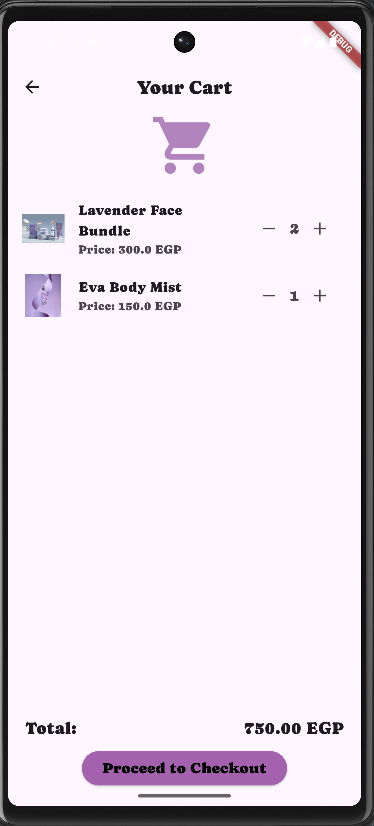 DEBUG
Your Cart
Lavender Face
Bundle
Price: 300.0 EGP
2
Eva Body Mist
Price: 150.0 EGP
1
Total: 750.00 EGP
Proceed to Checkout